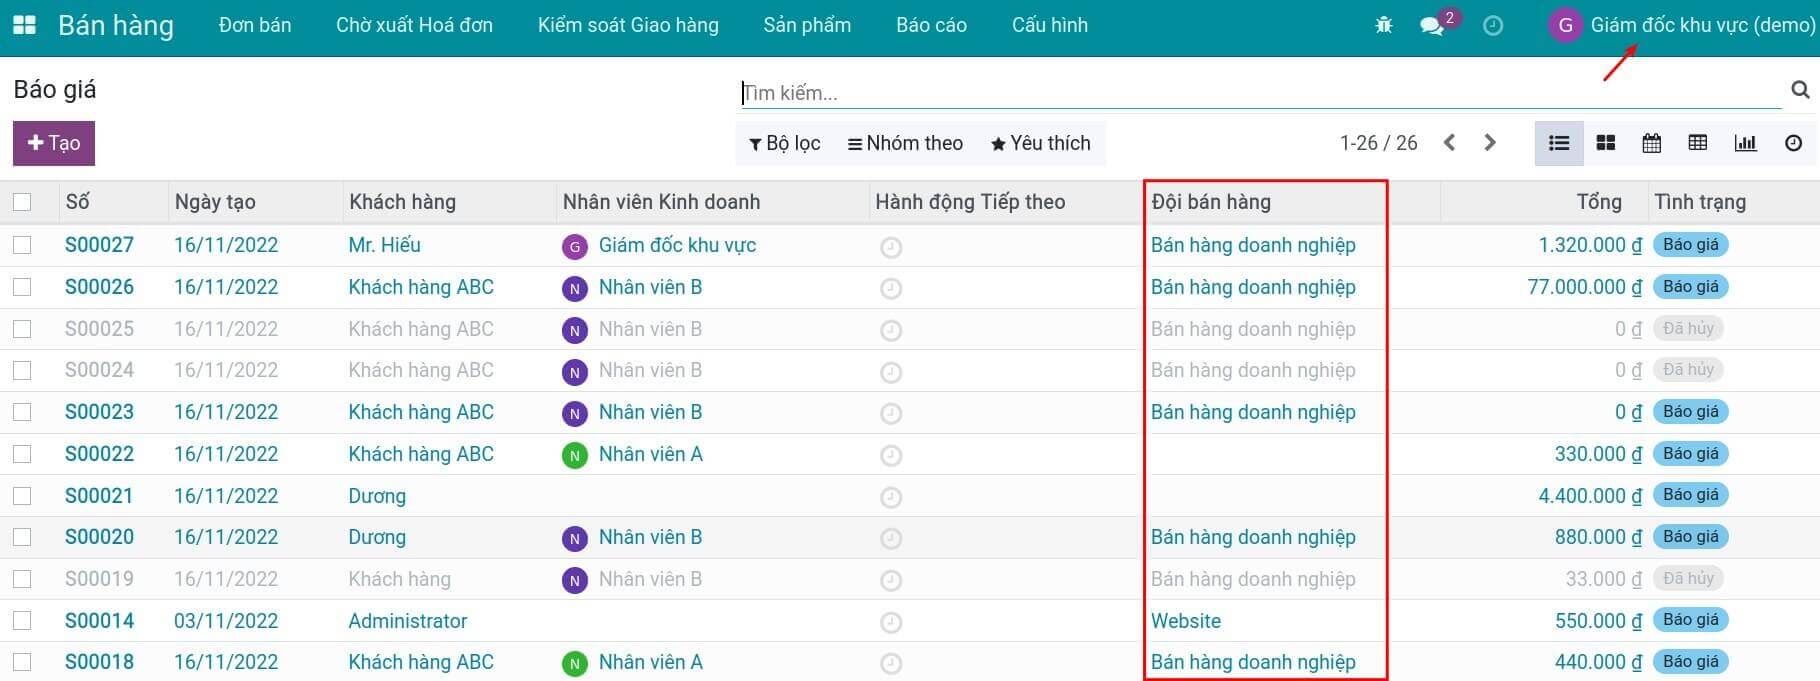 Bán hàng Đơn bán Chờ xuất Hoá đơn Kiểm soát Giao hàng Sản phẩm Báo cáo Cấu hình 2 G Giám đốc khu vực (demo)
Báo giá Tìm kiếm...
Tạo Bộ lọc Nhóm theo Yêu thích 1-26 / 26
Số Ngày tạo Khách hàng Nhân viên Kinh doanh Hành động Tiếp theo Đội bán hàng Tổng Tình trạng
S00027 16/11/2022 Mr. Hiếu G Giám đốc khu vực Bán hàng doanh nghiệp 1.320.000 ₫ Báo giá
S00026 16/11/2022 Khách hàng ABC N Nhân viên B Bán hàng doanh nghiệp 77.000.000 ₫ Báo giá
S00025 16/11/2022 Khách hàng ABC N Nhân viên B Bán hàng doanh nghiệp 0 ₫ Đã hủy
S00024 16/11/2022 Khách hàng ABC N Nhân viên B Bán hàng doanh nghiệp 0 ₫ Đã hủy
S00023 16/11/2022 Khách hàng ABC N Nhân viên B Bán hàng doanh nghiệp 0 ₫ Báo giá
S00022 16/11/2022 Khách hàng ABC N Nhân viên A 330.000 ₫ Báo giá
S00021 16/11/2022 Dương 4.400.000 ₫ Báo giá
S00020 16/11/2022 Dương N Nhân viên B Bán hàng doanh nghiệp 880.000 ₫ Báo giá
S00019 16/11/2022 Khách hàng N Nhân viên B Bán hàng doanh nghiệp 33.000 ₫ Đã hủy
S00014 03/11/2022 Administrator Website 550.000 ₫ Báo giá
S00018 16/11/2022 Khách hàng ABC N Nhân viên A Bán hàng doanh nghiệp 440.000 ₫ Báo giá